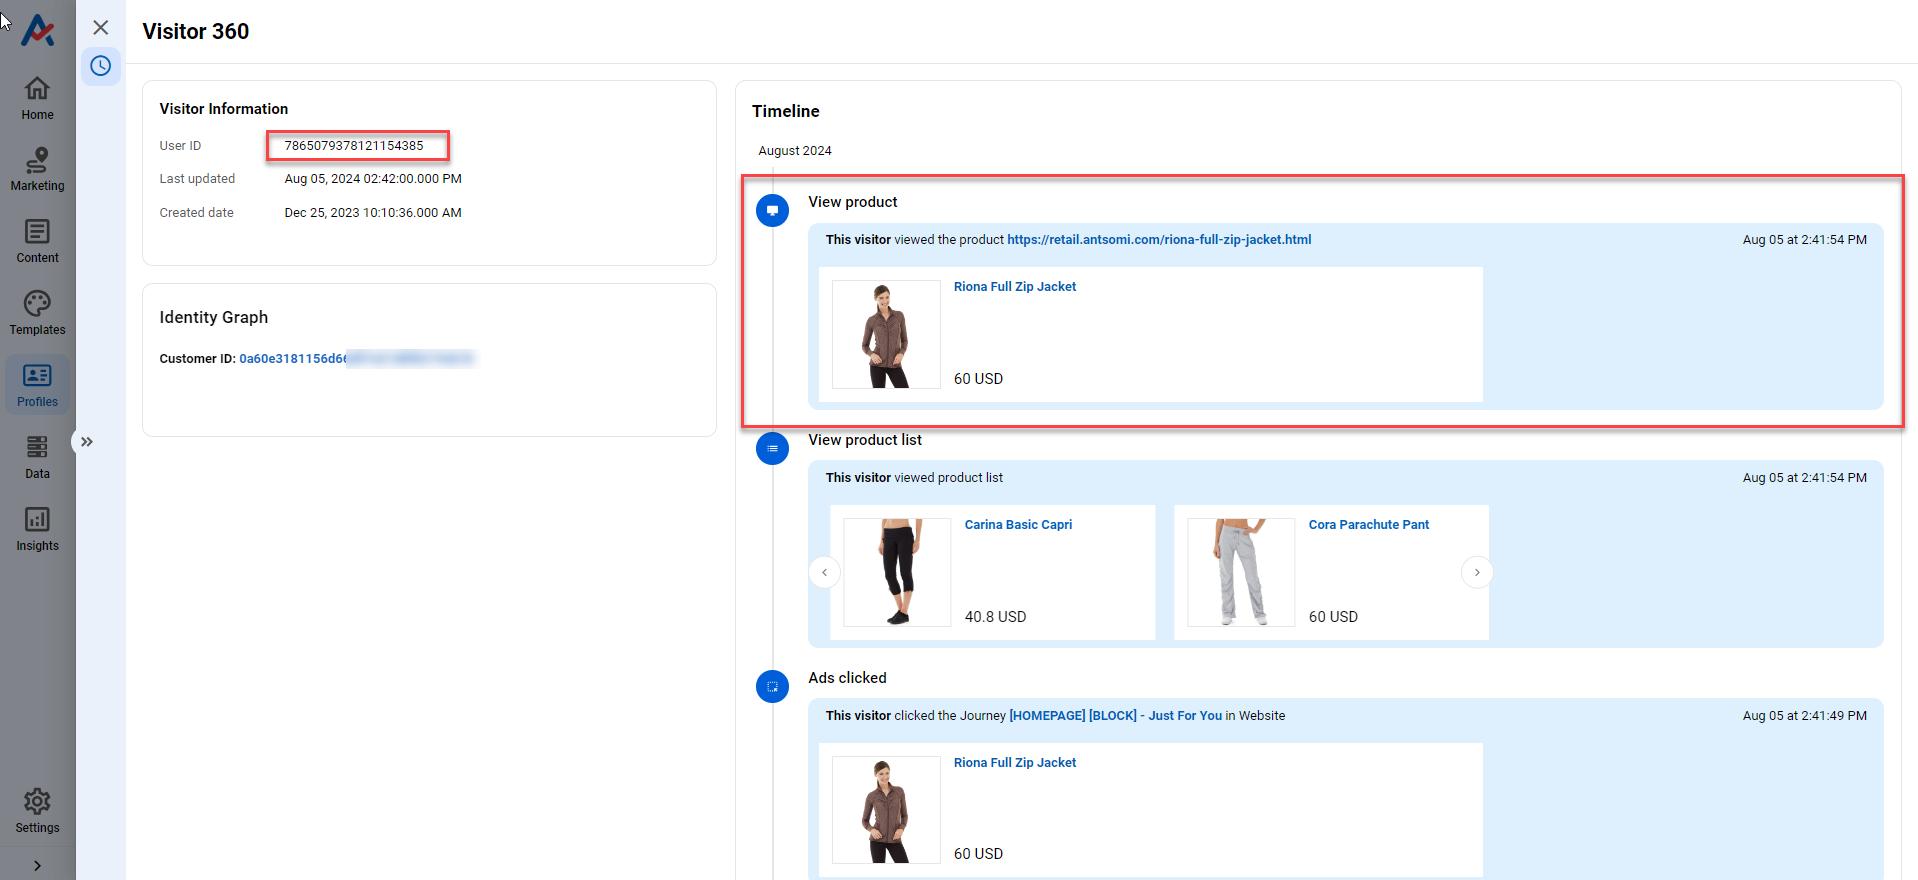 Visitor 360
Home
Marketing
Content
Templates
Profiles
Data
Insights
Settings
Visitor Information
User ID 7865079378121154385
Last updated Aug 05, 2024 02:42:00.000 PM
Created date Dec 25, 2023 10:10:36.000 AM
Identity Graph
Customer ID: 0a60e3181156d66
Timeline
August 2024
View product
This visitor viewed the product https://retail.antsomi.com/riona-full-zip-jacket.html Aug 05 at 2:41:54 PM
Riona Full Zip Jacket
60 USD
View product list
This visitor viewed product list Aug 05 at 2:41:54 PM
Carina Basic Capri
40.8 USD
Cora Parachute Pant
60 USD
Ads clicked
This visitor clicked the Journey [HOMEPAGE] [BLOCK] - Just For You in Website Aug 05 at 2:41:49 PM
Riona Full Zip Jacket
60 USD